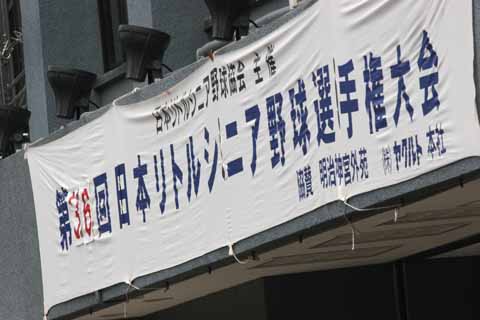 日本リトルシニア野球協会 主催
第36回日本リトルシニア野球選手権大会
協賛 明治神宮外苑 ㈱ヤクルト本社